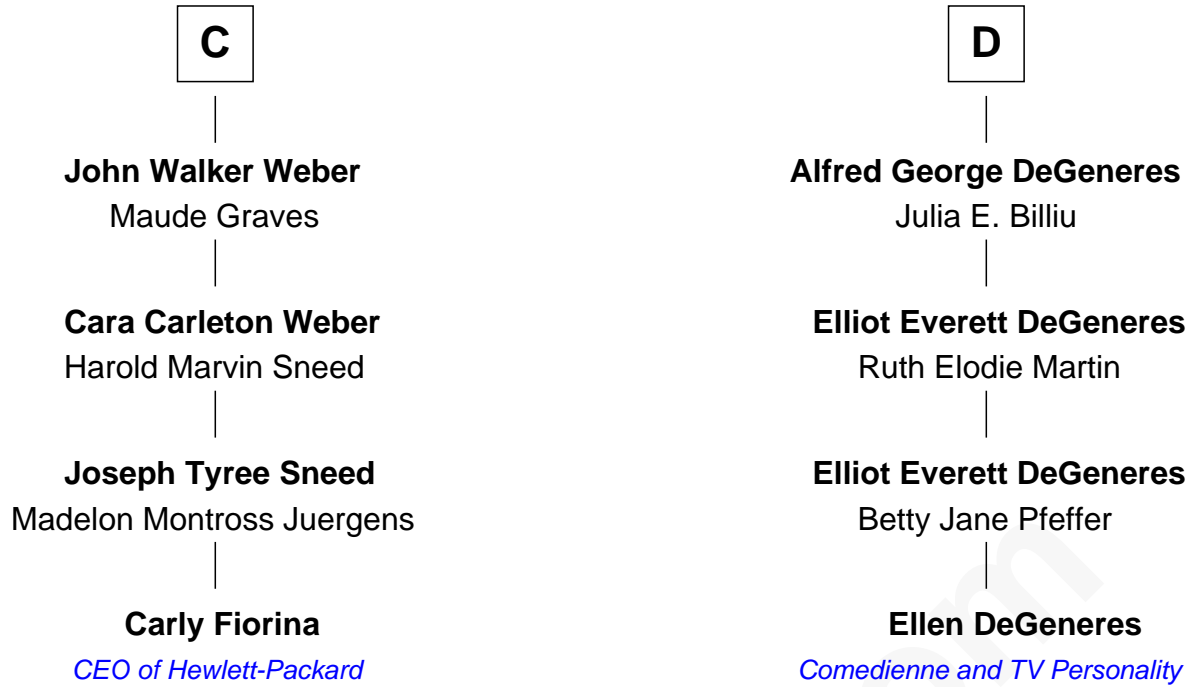 C
John Walker Weber
Maude Graves
Cara Carleton Weber
Harold Marvin Sneed
Joseph Tyree Sneed
Madelon Montross Juergens
Carly Fiorina
CEO of Hewlett-Packard
D
Alfred George DeGeneres
Julia E. Billiu
Elliot Everett DeGeneres
Ruth Elodie Martin
Elliot Everett DeGeneres
Betty Jane Pfeffer
Ellen DeGeneres
Comedienne and TV Personality